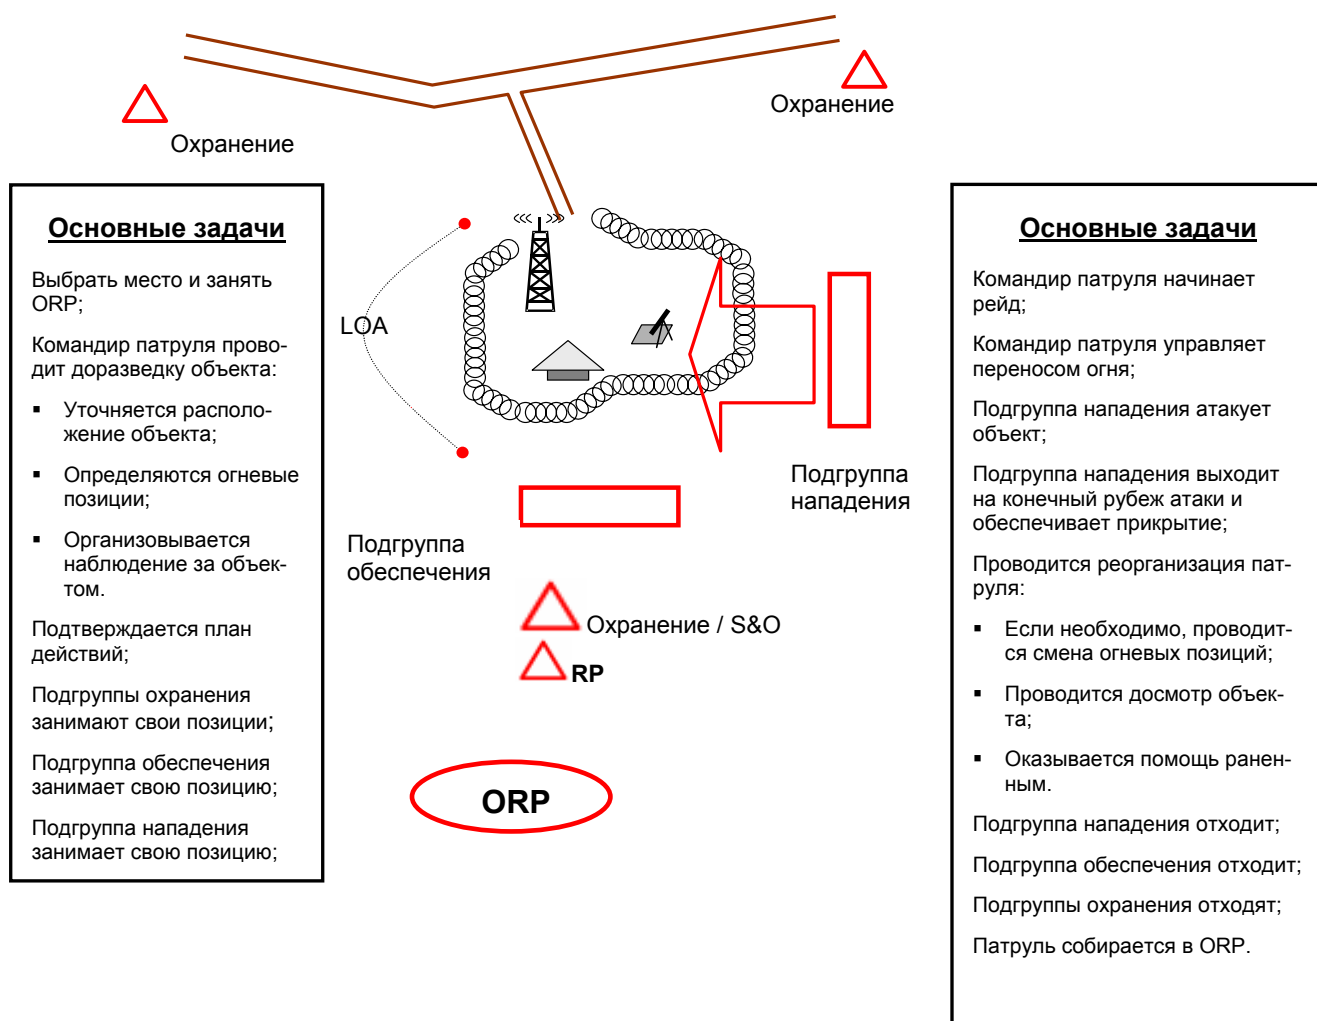 Охранение
Охранение
Основные задачи
Выбрать место и занять
ORP;
Командир патруля прово-
дит доразведку объекта:
▪ Уточняется располо-
жение объекта;
▪ Определяются огневые
позиции;
▪ Организовывается
наблюдение за объек-
том.
Подтверждается план
действий;
Подгруппы охранения
занимают свои позиции;
Подгруппа обеспечения
занимает свою позицию;
Подгруппа нападения
занимает свою позицию;
LOA
Подгруппа
нападения
Подгруппа
обеспечения
Охранение / S&O
RP
ORP
Основные задачи
Командир патруля начинает
рейд;
Командир патруля управляет
переносом огня;
Подгруппа нападения атакует
объект;
Подгруппа нападения выходит
на конечный рубеж атаки и
обеспечивает прикрытие;
Проводится реорганизация пат-
руля:
▪ Если необходимо, проводит-
ся смена огневых позиций;
▪ Проводится досмотр объек-
та;
▪ Оказывается помощь ранен-
ным.
Подгруппа нападения отходит;
Подгруппа обеспечения отходит;
Подгруппы охранения отходят;
Патруль собирается в ORP.